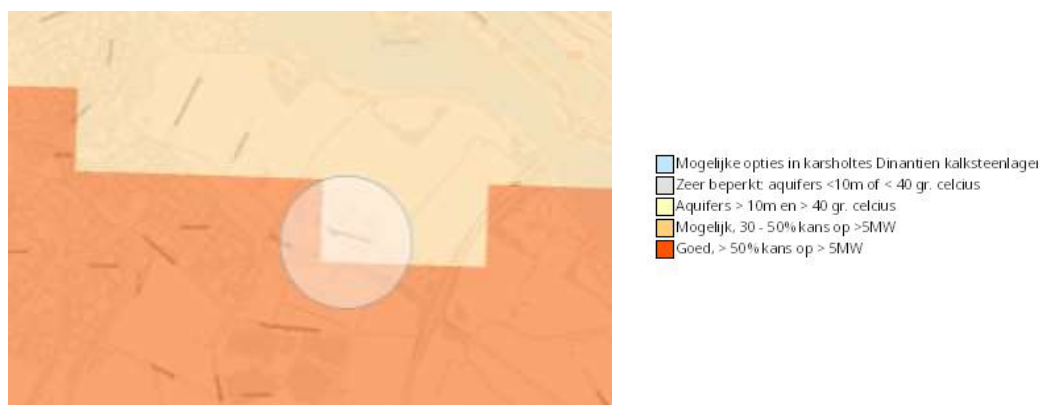 Mogelijke opties in karsholtes Dinantien kalksteenlagen
Zeer beperkt: aquifers <10m of < 40 gr. celcius
Aquifers > 10m en > 40 gr. celcius
Mogelijk, 30 - 50% kans op >5MW
Goed, > 50% kans op > 5MW